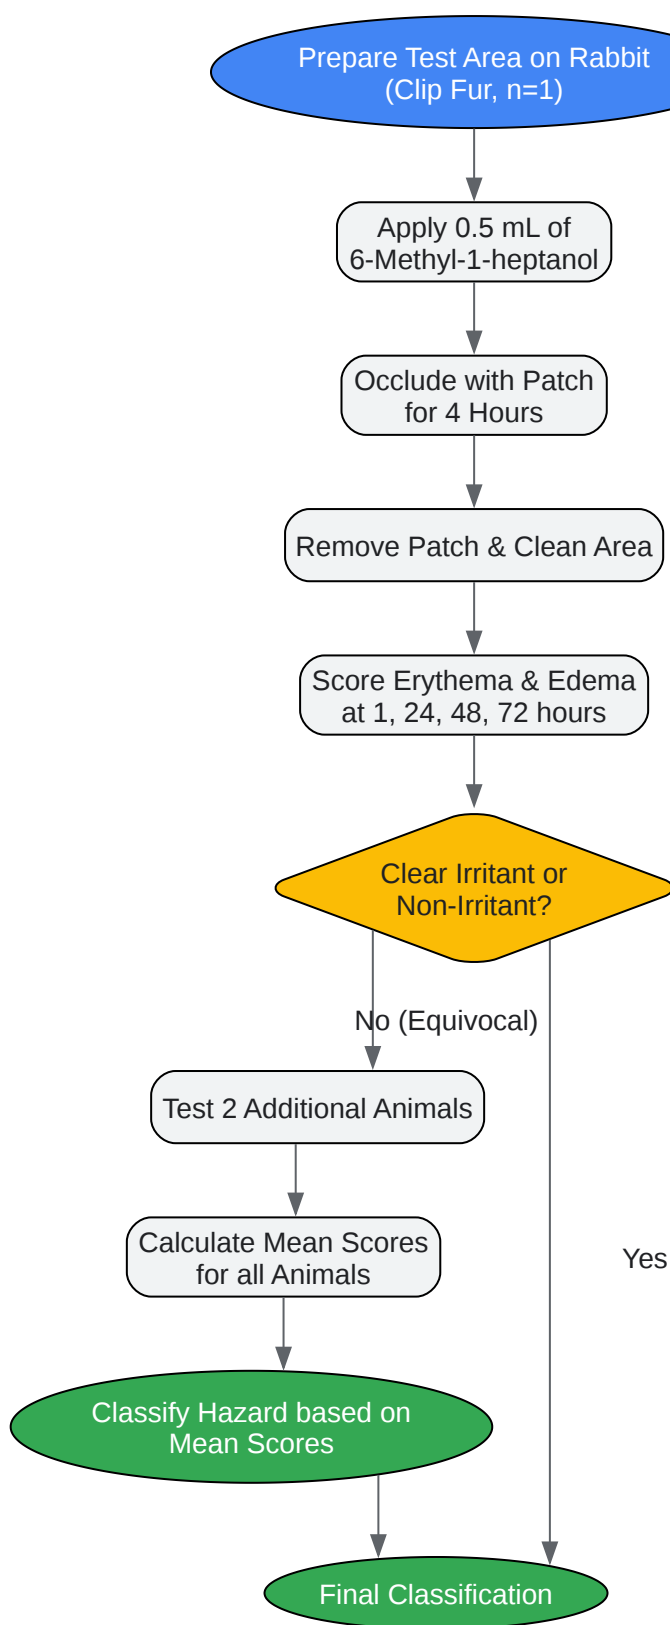 Prepare Test Area on Rabbit
(Clip Fur, n=1)
Apply 0.5 mL of
6-Methyl-1-heptanol
Occlude with Patch
for 4 Hours
Remove Patch & Clean Area
Score Erythema & Edema
at 1, 24, 48, 72 hours
Clear Irritant or
Non-Irritant?
No (Equivocal)
Test 2 Additional Animals
Calculate Mean Scores
for all Animals
Yes
Classify Hazard based on
Mean Scores
Final Classification